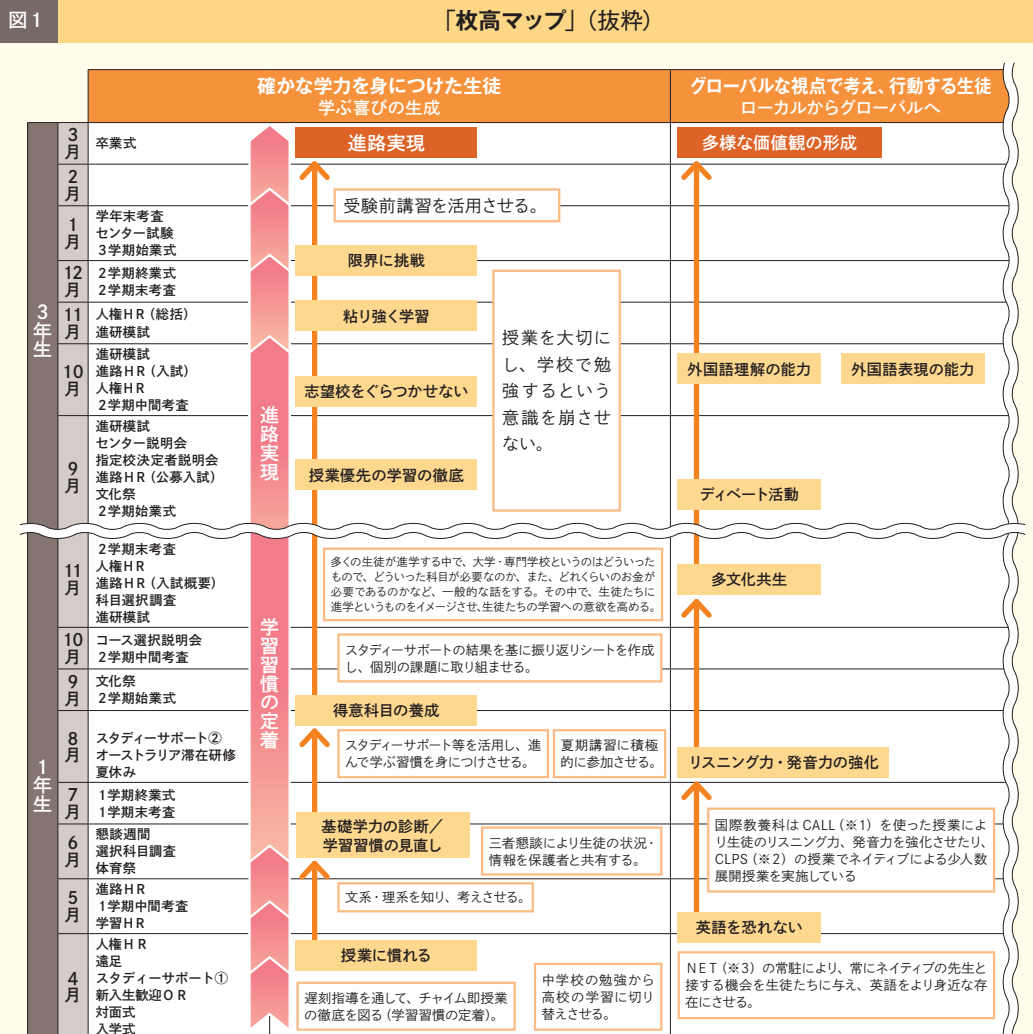 図1
「枚高マップ」（抜粋）
確かな学力を身につけた生徒
学ぶ喜びの生成
グローバルな視点で考え、行動する生徒
ローカルからグローバルへ
3年生
3月
卒業式
進路実現
多様な価値観の形成
2月
受験前講習を活用させる。
1月
学年末考査
センター試験
3学期始業式
限界に挑戦
12月
2学期終業式
2学期末考査
11月
人権HR（総括）
進研模試
粘り強く学習
授業を大切に
し、学校で勉
強するという
意識を崩させ
ない。
10月
進研模試
進路HR（入試）
人権HR
2学期中間考査
志望校をぐらつかせない
外国語理解の能力
外国語表現の能力
進路実現
9月
進研模試
センター説明会
指定校決定者説明会
進路HR（公募入試）
文化祭
2学期始業式
授業優先の学習の徹底
ディベート活動
1年生
11月
2学期末考査
人権HR
進路HR（入試概要）
科目選択調査
進研模試
多くの生徒が進学する中で、大学・専門学校というのはどういった
もので、どういった科目が必要なのか、また、どれくらいのお金が
必要であるのかなど、一般的な話をする。その中で、生徒たちに
進学というものをイメージさせ、生徒たちの学習への意欲を高める。
多文化共生
学習習慣の定着
10月
コース選択説明会
2学期中間考査
スタディーサポートの結果を基に振り返りシートを作成
し、個別の課題に取り組ませる。
9月
文化祭
2学期始業式
得意科目の養成
8月
スタディーサポート②
オーストラリア滞在研修
夏休み
スタディーサポート等を活用し、進
んで学ぶ習慣を身につけさせる。
夏期講習に積極
的に参加させる。
リスニング力・発音力の強化
7月
1学期終業式
1学期末考査
基礎学力の診断／
学習習慣の見直し
6月
懇談週間
選択科目調査
体育祭
三者懇談により生徒の状況・
情報を保護者と共有する。
国際教養科はCALL（※1）を使った授業によ
り生徒のリスニング力、発音力を強化させたり、
CLPS（※2）の授業でネイティブによる少人数
展開授業を実施している
5月
進路HR
1学期中間考査
学習HR
文系・理系を知り、考えさせる。
英語を恐れない
4月
人権HR
遠足
スタディーサポート①
新入生歓迎OR
対面式
入学式
授業に慣れる
遅刻指導を通して、チャイム即授業
の徹底を図る（学習習慣の定着）。
中学校の勉強から
高校の学習に切り
替えさせる。
NET（※3）の常駐により、常にネイティブの先生と
接する機会を生徒たちに与え、英語をより身近な存
在にさせる。